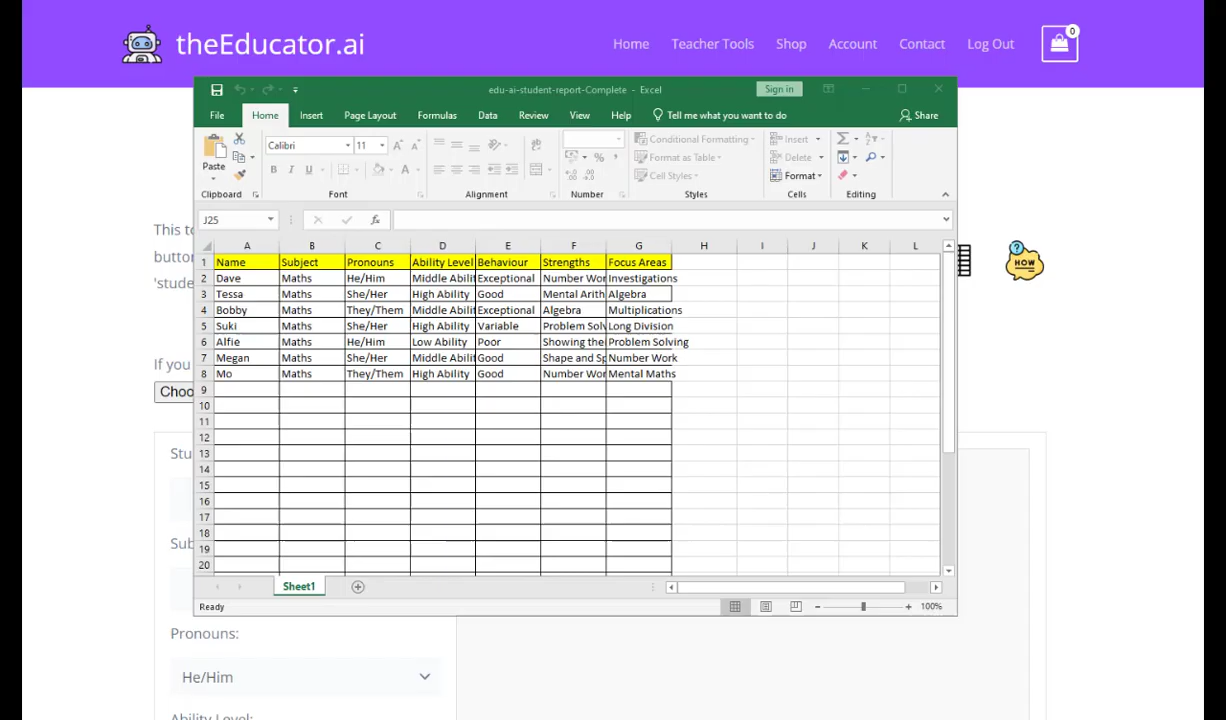 theEducator.ai
Home Teacher Tools Shop Account Contact Log Out 0
edu-ai-student-report-Complete - Excel Sign in
File Home Insert Page Layout Formulas Data Review View Help Tell me what you want to do Share
Paste Calibri 11 A A B I U A ab % Conditional Formatting Format as Table Cell Styles Insert Delete Format
Clipboard Font Alignment Number Styles Cells Editing
J25 fx
A B C D E F G H I J K L
1 Name Subject Pronouns Ability Level Behaviour Strengths Focus Areas
2 Dave Maths He/Him Middle Abilit Exceptional Number Wor Investigations
3 Tessa Maths She/Her High Ability Good Mental Arith Algebra
4 Bobby Maths They/Them Middle Abilit Exceptional Algebra Multiplications
5 Suki Maths She/Her High Ability Variable Problem Solv Long Division
6 Alfie Maths He/Him Low Ability Poor Showing the Problem Solving
7 Megan Maths She/Her Middle Abilit Good Shape and Sp Number Work
8 Mo Maths They/Them High Ability Good Number Wor Mental Maths
9
10
11
12
13
14
15
16
17
18
19
20
Sheet1
Ready 100%
This to
butto
'stude
HOW
If you
Choo
Stu
Sub
Pronouns:
He/Him
Ability Level: